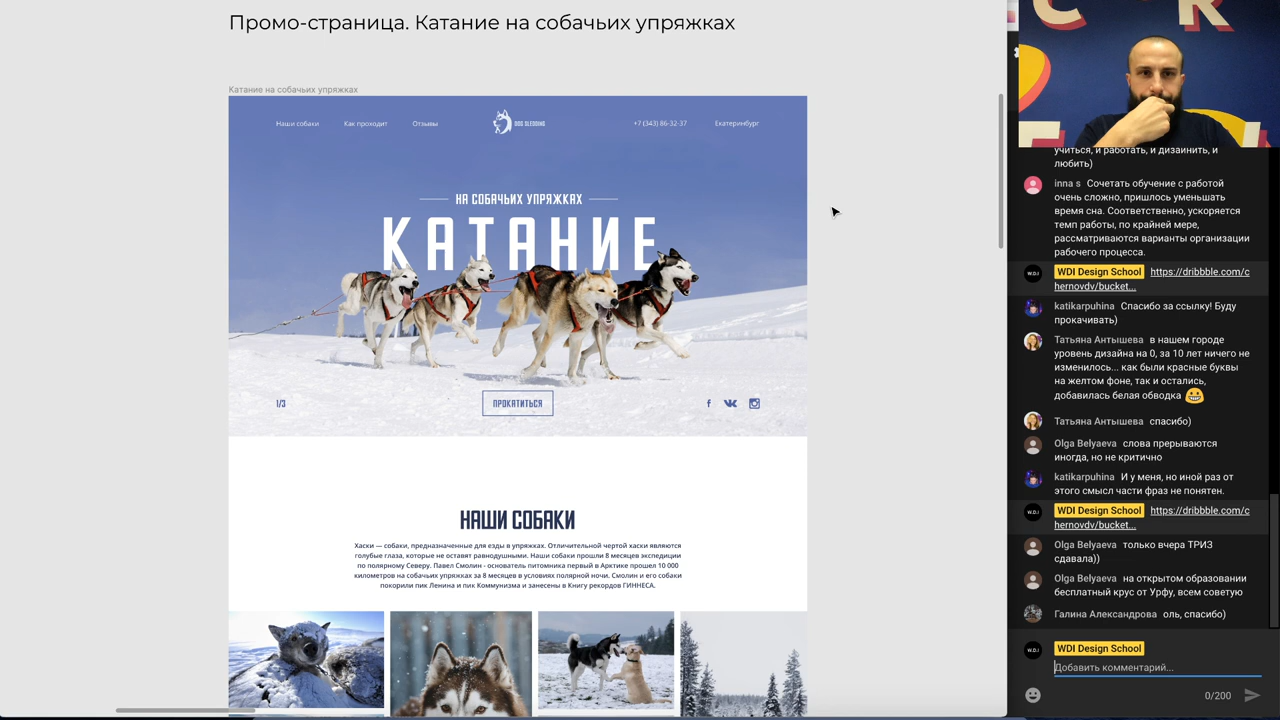 Промо-страница. Катание на собачьих упряжках
Катание на собачьих упряжках
Наши собаки
Как проходит
Отзывы
DOG SLEDDING
+7 (343) 86-32-37
Екатеринбург
НА СОБАЧЬИХ УПРЯЖКАХ
КАТАНИЕ
1/3
ПРОКАТИТЬСЯ
НАШИ СОБАКИ
Хаски — собаки, предназначенные для езды в упряжках. Отличительной чертой хаски являются
голубые глаза, которые не оставят равнодушными. Наши собаки прошли 8 месяцев экспедиции
по полярному Северу. Павел Смолин - основатель питомника первый в Арктике прошел 10 000
километров на собачьих упряжках за 8 месяцев в условиях полярной ночи. Смолин и его собаки
покорили пик Ленина и пик Коммунизма и занесены в Книгу рекордов ГИННЕСА.
учиться, и работать, и дизайнить, и
любить)
inna s Сочетать обучение с работой
очень сложно, пришлось уменьшать
время сна. Соответственно, ускоряется
темп работы, по крайней мере,
рассматриваются варианты организации
рабочего процесса.
WDI Design School https://dribbble.com/c
hernovdv/bucket...
katikarpuhina Спасибо за ссылку! Буду
прокачивать)
Татьяна Антышева в нашем городе
уровень дизайна на 0, за 10 лет ничего не
изменилось... как были красные буквы
на желтом фоне, так и остались,
добавилась белая обводка
Татьяна Антышева спасибо)
Olga Belyaeva слова прерываются
иногда, но не критично
katikarpuhina И у меня, но иной раз от
этого смысл части фраз не понятен.
WDI Design School https://dribbble.com/c
hernovdv/bucket...
Olga Belyaeva только вчера ТРИЗ
сдавала))
Olga Belyaeva на открытом образовании
бесплатный крус от Урфу, всем советую
Галина Александрова оль, спасибо)
WDI Design School
Добавить комментарий...
0/200